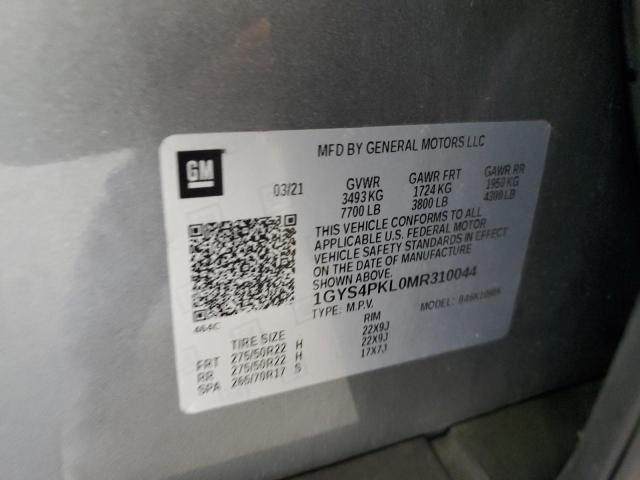 MFD BY GENERAL MOTORS LLC
GM
03/21
GVWR GAWR FRT GAWR RR
3493 KG 1724 KG 1950 KG
7700 LB 3800 LB 4300 LB
THIS VEHICLE CONFORMS TO ALL
APPLICABLE U.S. FEDERAL MOTOR
VEHICLE SAFETY STANDARDS IN EFFECT
ON THE DATE OF MANUFACTURE
SHOWN ABOVE.
1GYS4PKL0MR310044
TYPE: M.P.V. MODEL:
464C
TIRE SIZE RIM
FRT 275/50R22 H 22X9J
RR 275/50R22 H 22X9J
SPA 265/70R17 S 17X7J